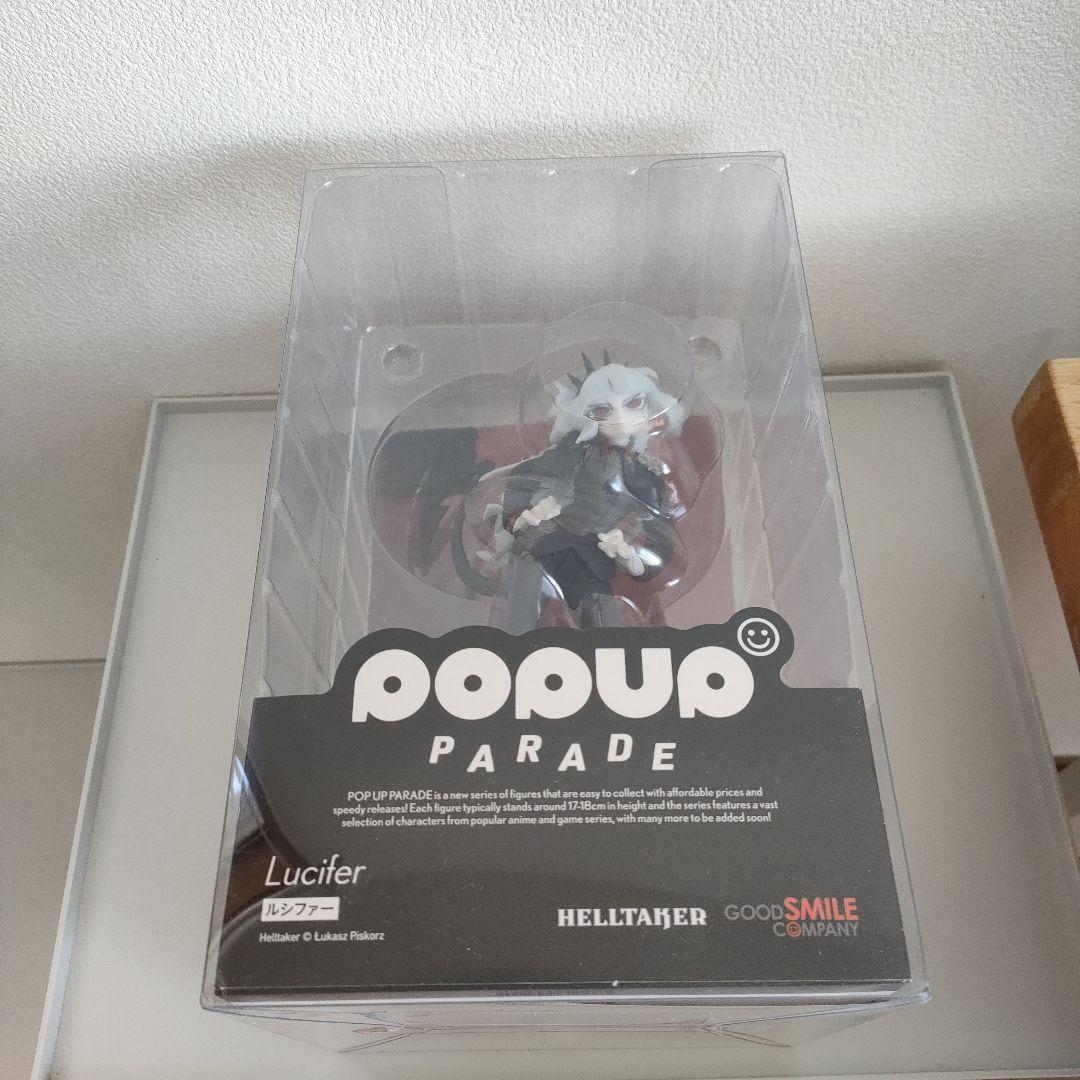 POPUP
PARADE
POP UP PARADE is a new series of figures that are easy to collect with affordable prices and
speedy releases! Each figure typically stands around 17-18cm in height and the series features a vast
selection of characters from popular anime and game series, with many more to be added soon!
Lucifer
ルシファー
Helltaker © Łukasz Piskorz
HELLTAKER
GOOD SMILE
COMPANY